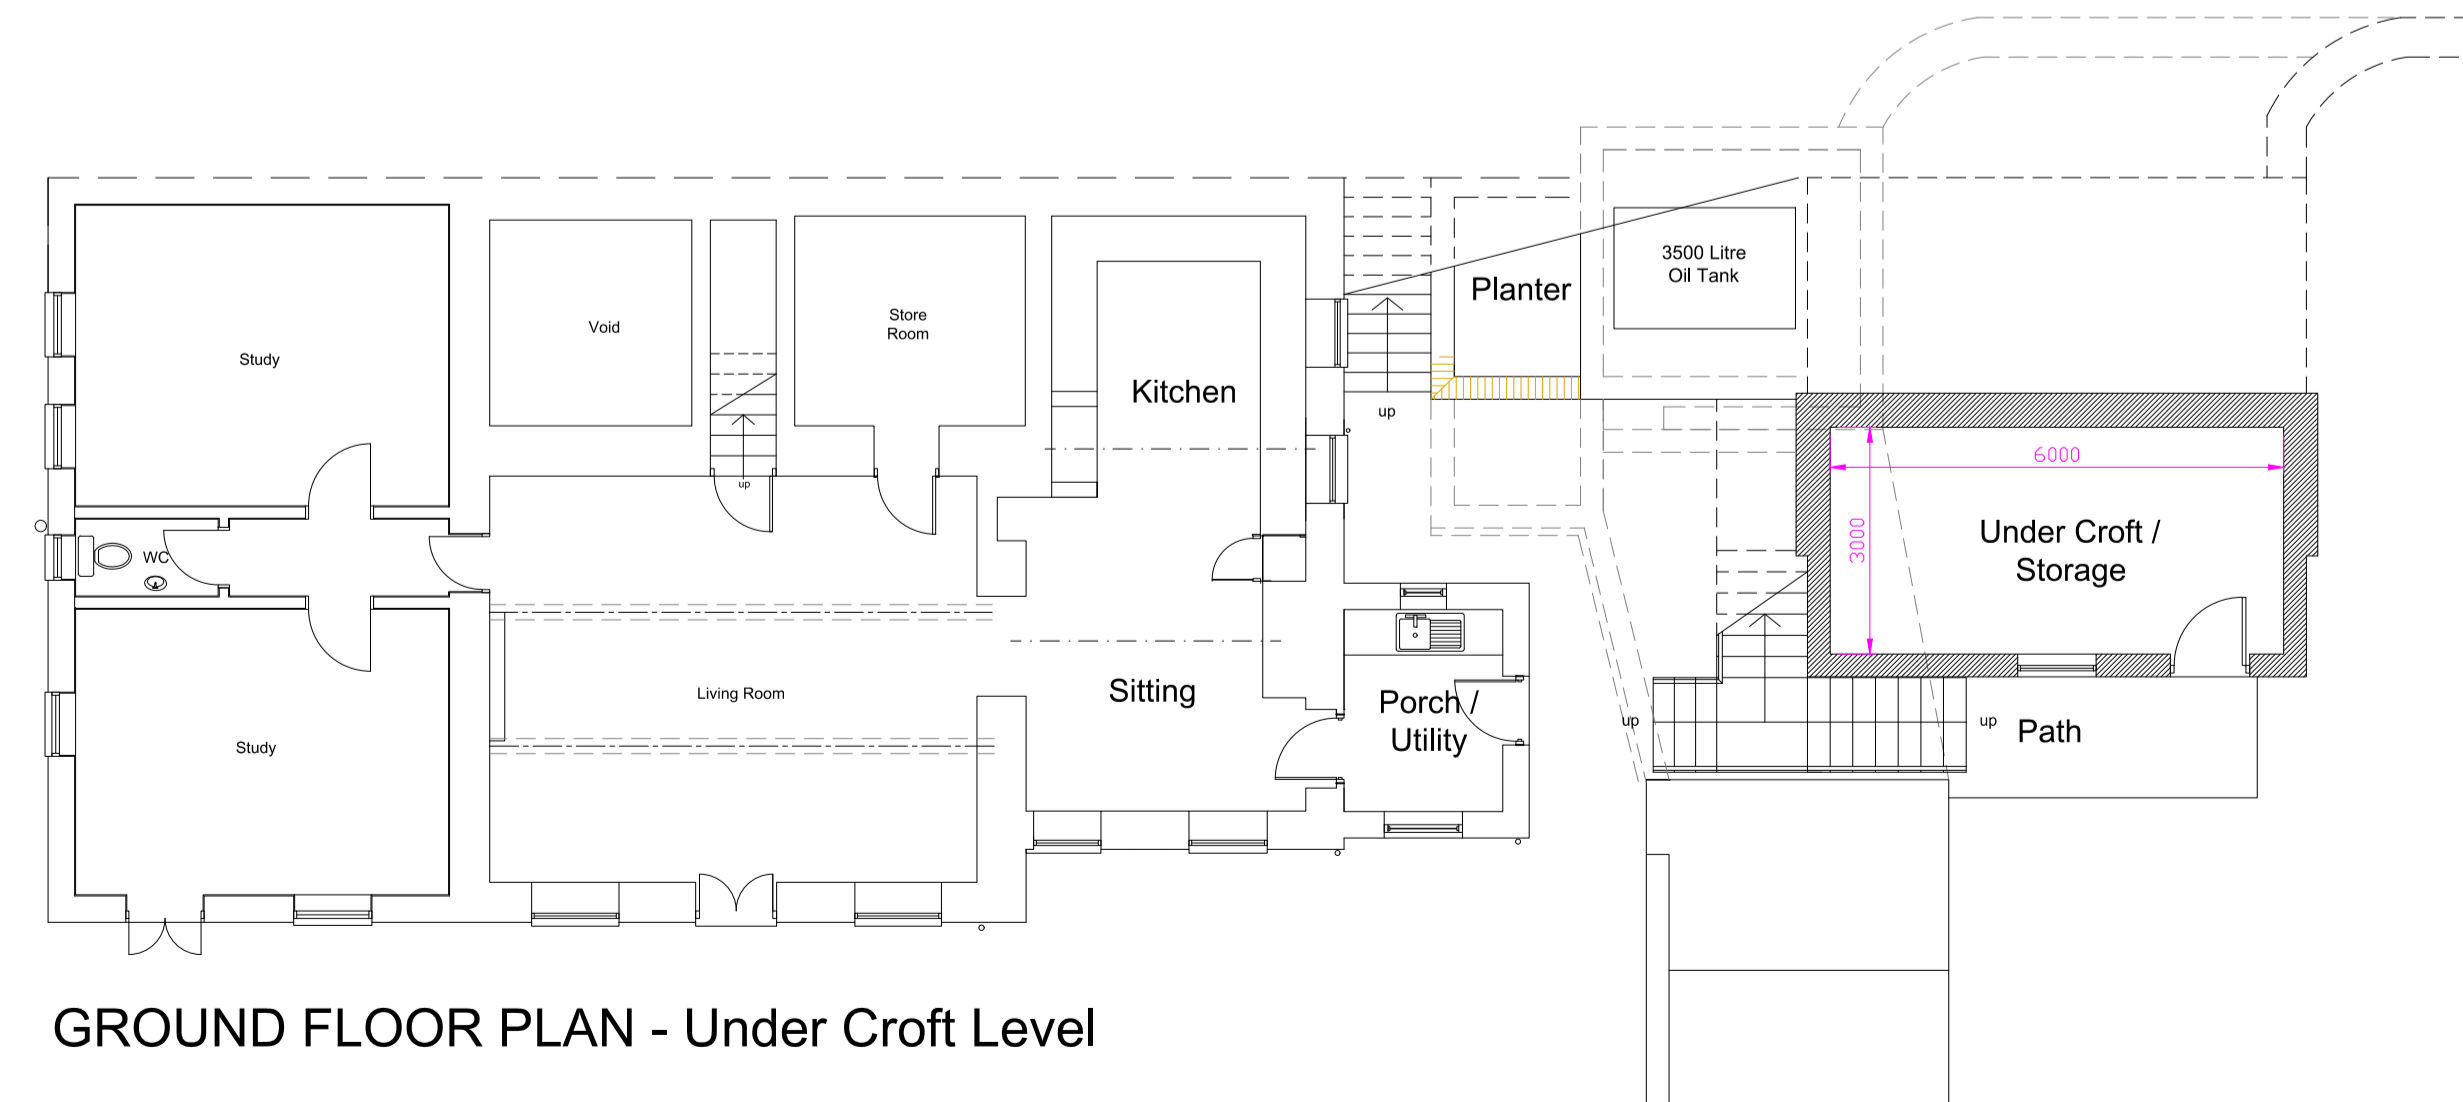 3500 Litre
Oil Tank
Planter
Void
Store
Room
Study
Kitchen
up
6000
3000
Under Croft /
Storage
up
WC
Living Room
Sitting
Porch /
Utility
up
up
Path
Study
GROUND FLOOR PLAN - Under Croft Level